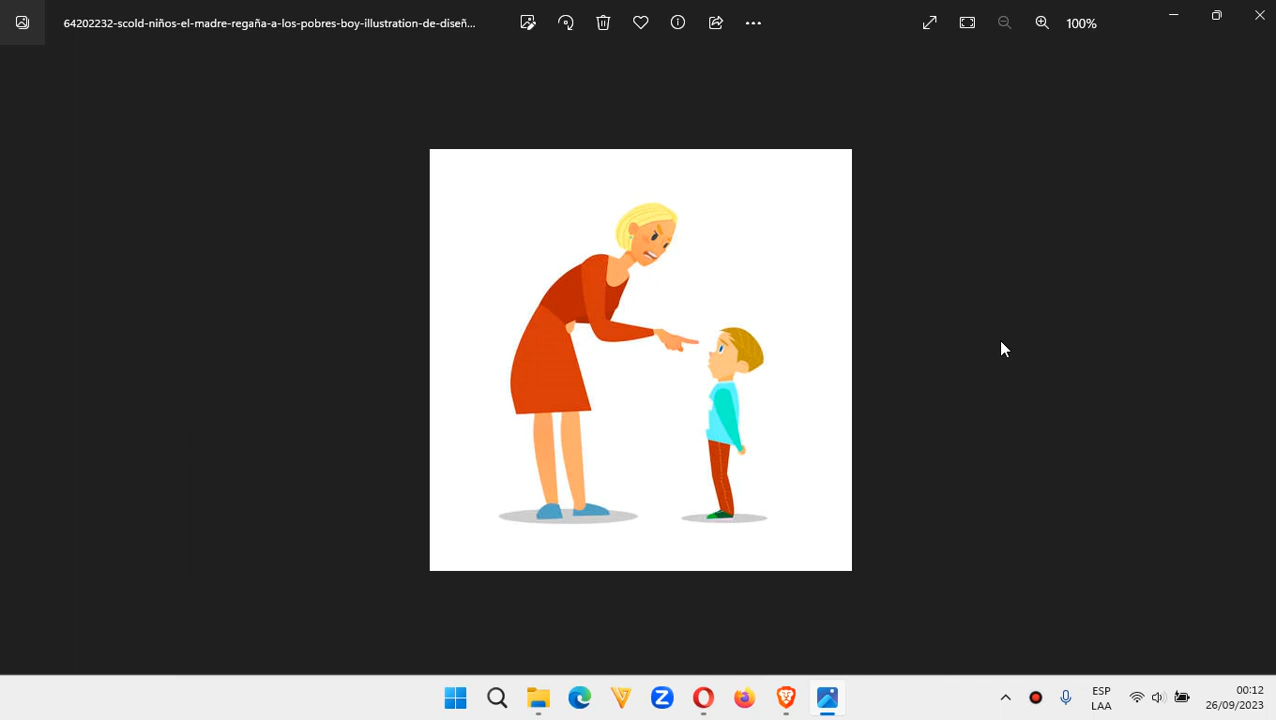 64202232-scold-niños-el-madre-regaña-a-los-pobres-boy-illustration-de-diseñ...
100%
ESP
LAA
00:12
26/09/2023